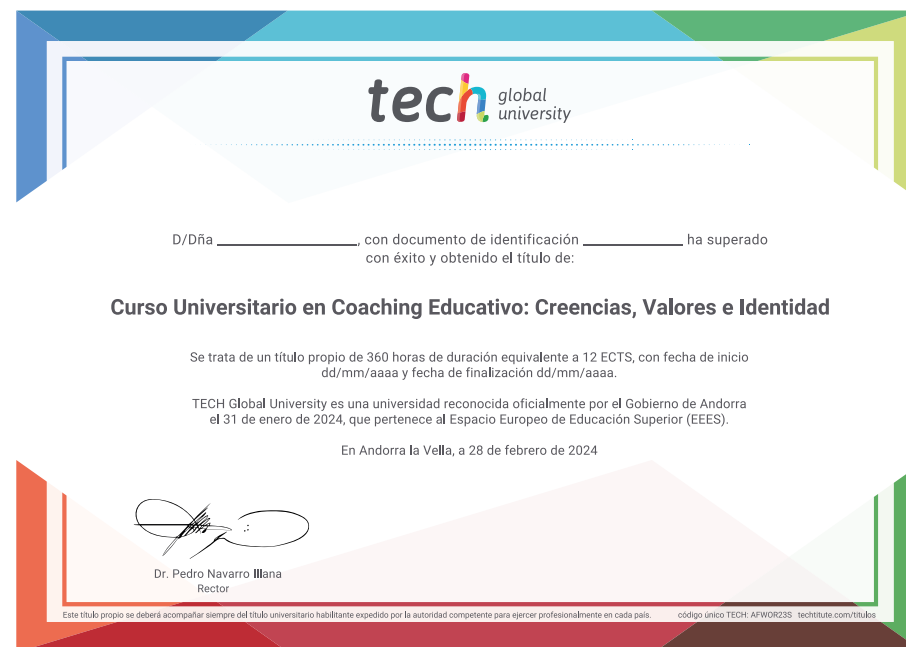 tech global university
D/Dña ____________________, con documento de identificación ______________ ha superado
con éxito y obtenido el título de:
Curso Universitario en Coaching Educativo: Creencias, Valores e Identidad
Se trata de un título propio de 360 horas de duración equivalente a 12 ECTS, con fecha de inicio
dd/mm/aaaa y fecha de finalización dd/mm/aaaa.
TECH Global University es una universidad reconocida oficialmente por el Gobierno de Andorra
el 31 de enero de 2024, que pertenece al Espacio Europeo de Educación Superior (EEES).
En Andorra la Vella, a 28 de febrero de 2024
Dr. Pedro Navarro Illana
Rector
Este título propio se deberá acompañar siempre del título universitario habilitante expedido por la autoridad competente para ejercer profesionalmente en cada país. código único TECH: AFWOR23S techtitute.com/titulos